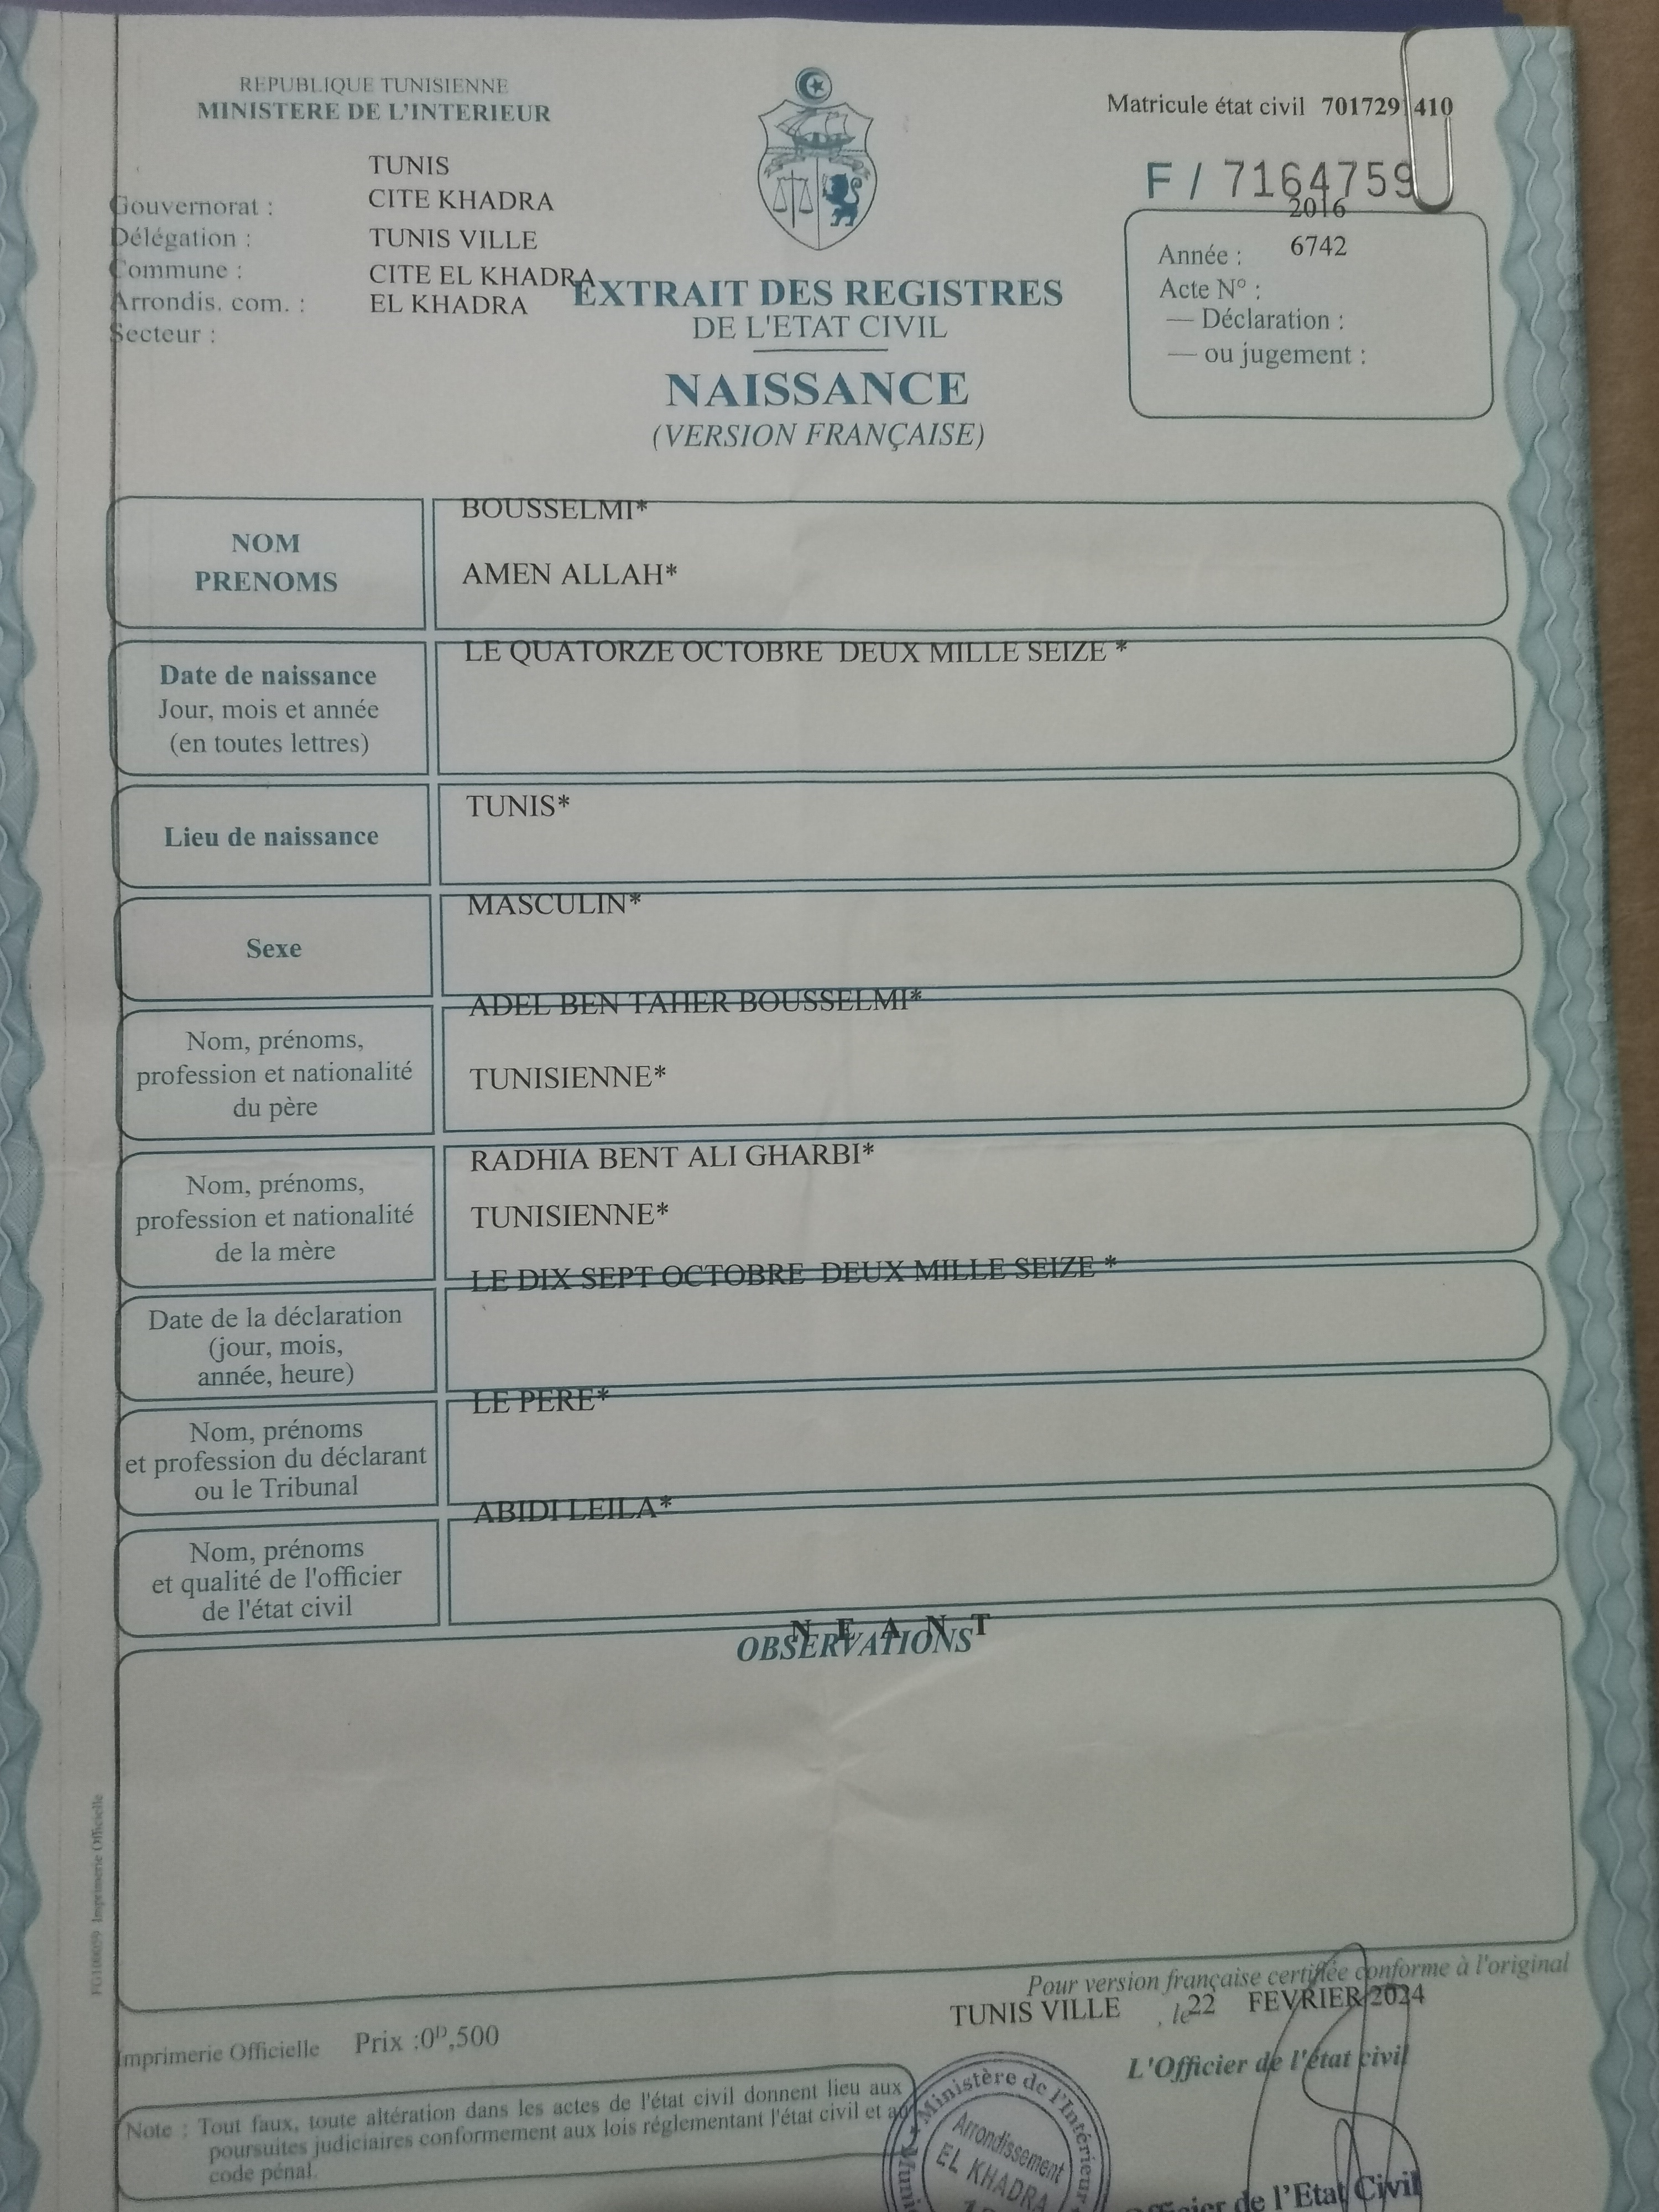 REPUBLIQUE TUNISIENNE
MINISTERE DE L'INTERIEUR
Matricule état civil 7017291410
F / 7164759
TUNIS
Gouvernorat : CITE KHADRA
Délégation : TUNIS VILLE
Commune : CITE EL KHADRA
Arrondis. com. : EL KHADRA
Secteur :
2016
Année : 6742
Acte N° :
— Déclaration :
— ou jugement :
EXTRAIT DES REGISTRES
DE L'ETAT CIVIL
NAISSANCE
(VERSION FRANÇAISE)
NOM
PRENOMS
BOUSSELMI*
AMEN ALLAH*
Date de naissance
Jour, mois et année
(en toutes lettres)
LE QUATORZE OCTOBRE DEUX MILLE SEIZE *
Lieu de naissance
TUNIS*
Sexe
MASCULIN*
Nom, prénoms,
profession et nationalité
du père
ADEL BEN TAHER BOUSSELMI*
TUNISIENNE*
Nom, prénoms,
profession et nationalité
de la mère
RADHIA BENT ALI GHARBI*
TUNISIENNE*
Date de la déclaration
(jour, mois,
année, heure)
LE DIX SEPT OCTOBRE DEUX MILLE SEIZE *
Nom, prénoms
et profession du déclarant
ou le Tribunal
LE PERE*
Nom, prénoms
et qualité de l'officier
de l'état civil
ABIDI LEILA*
N E A N T
OBSERVATIONS
FG100059 Imprimerie Officielle
Pour version française certifiée conforme à l'original
TUNIS VILLE , le 22 FEVRIER 2024
L'Officier de l'état civil
Imprimerie Officielle Prix :0ᴰ,500
Note : Tout faux, toute altération dans les actes de l'état civil donnent lieu aux
poursuites judiciaires conformement aux lois réglementant l'état civil et au
code pénal.
Ministère de l'Intérieur
Arrondissement
EL KHADRA
de l'Etat Civil